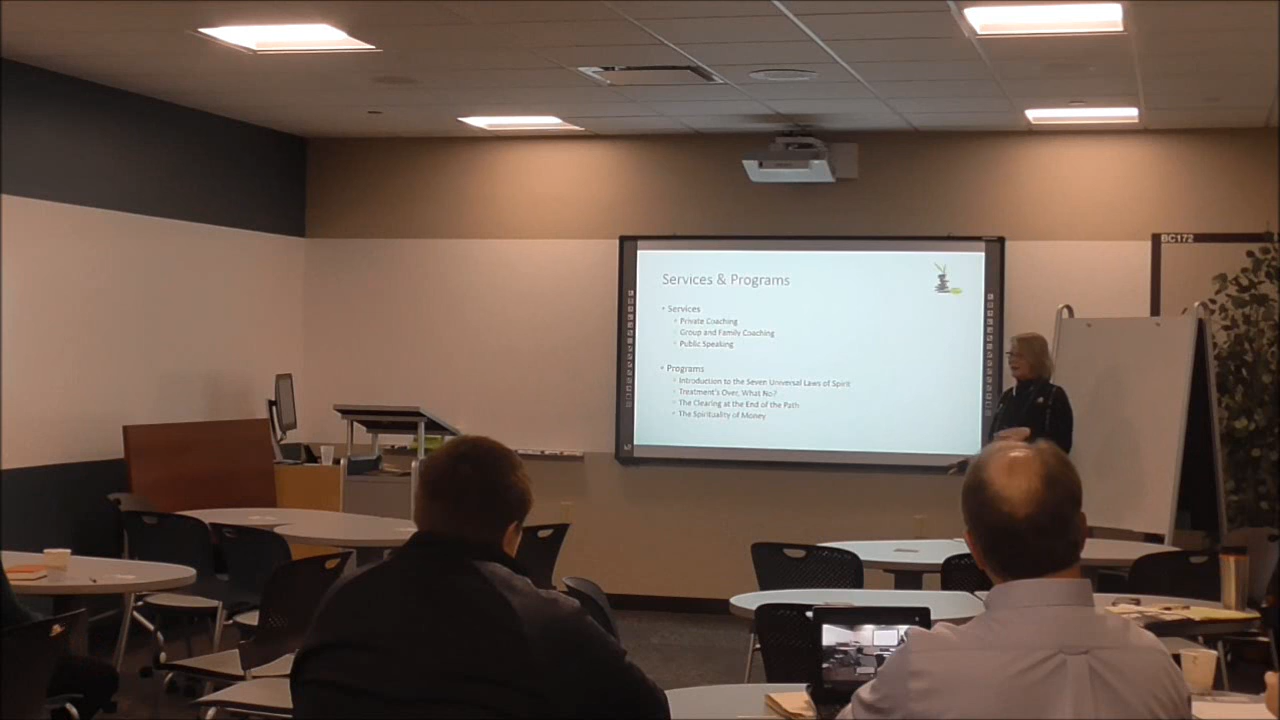 BC172
Services & Programs
• Services
• Private Coaching
• Group and Family Coaching
• Public Speaking
• Programs
• Introduction to the Seven Universal Laws of Spirit
• Treatment's Over, What No?
• The Clearing at the End of the Path
• The Spirituality of Money